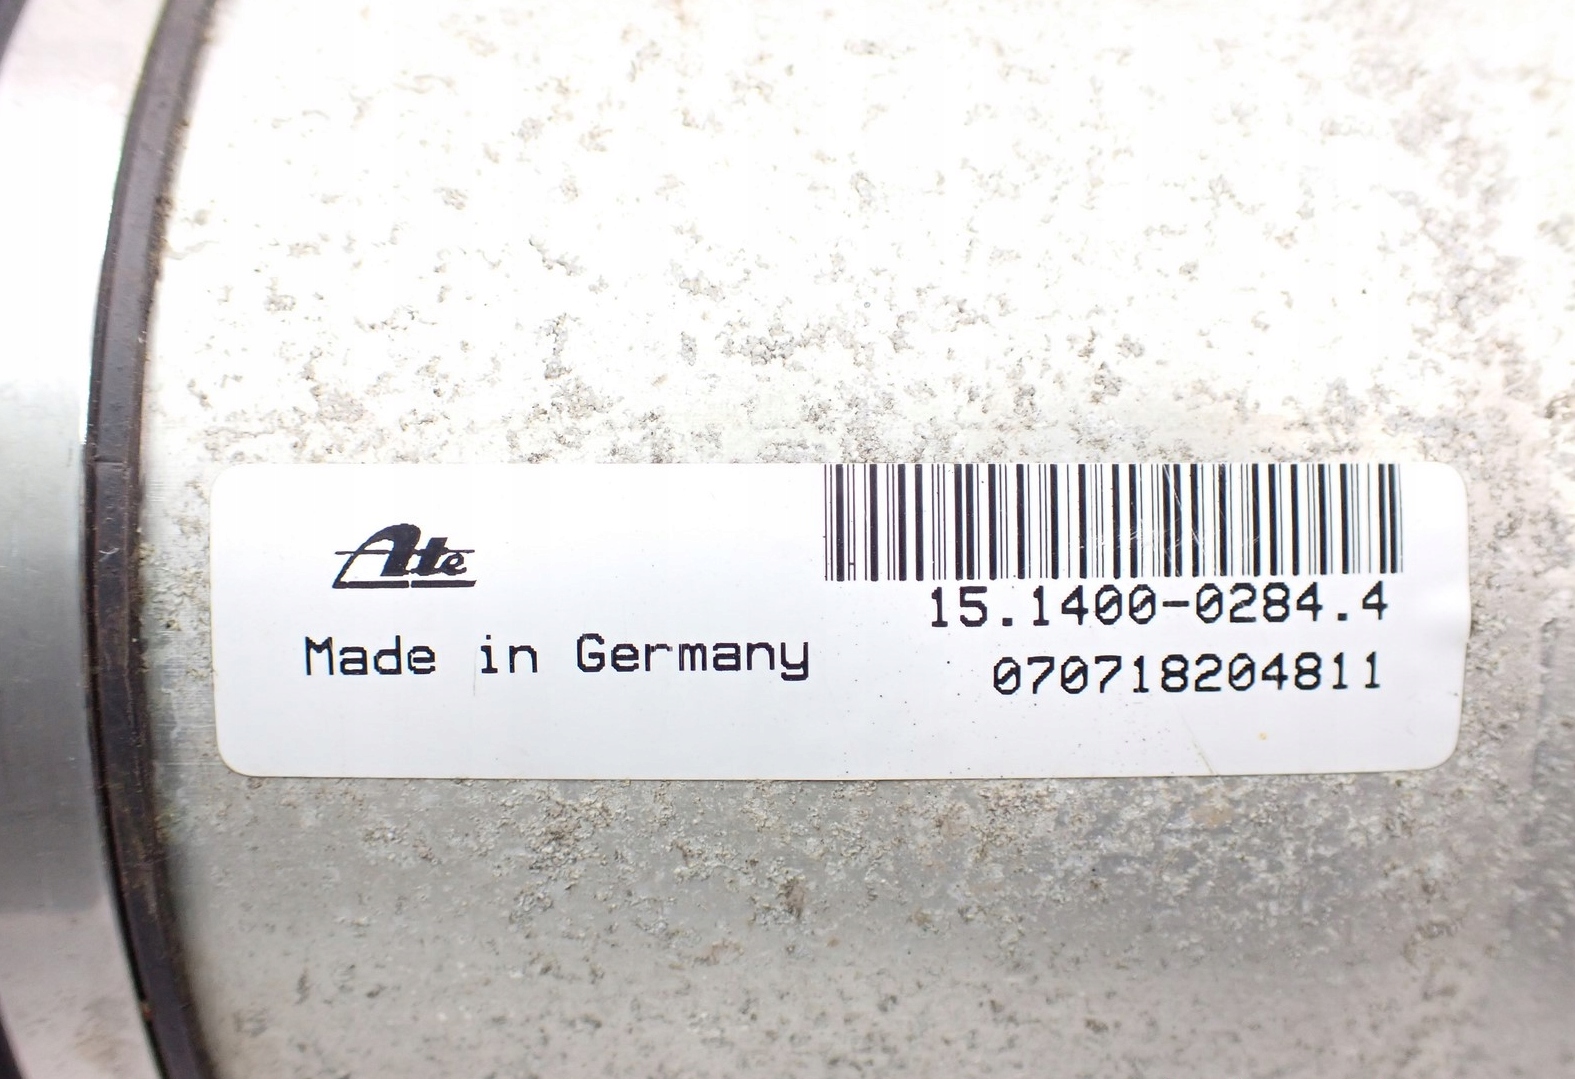 Ate
15.1400-0284.4
Made in Germany
070718204811